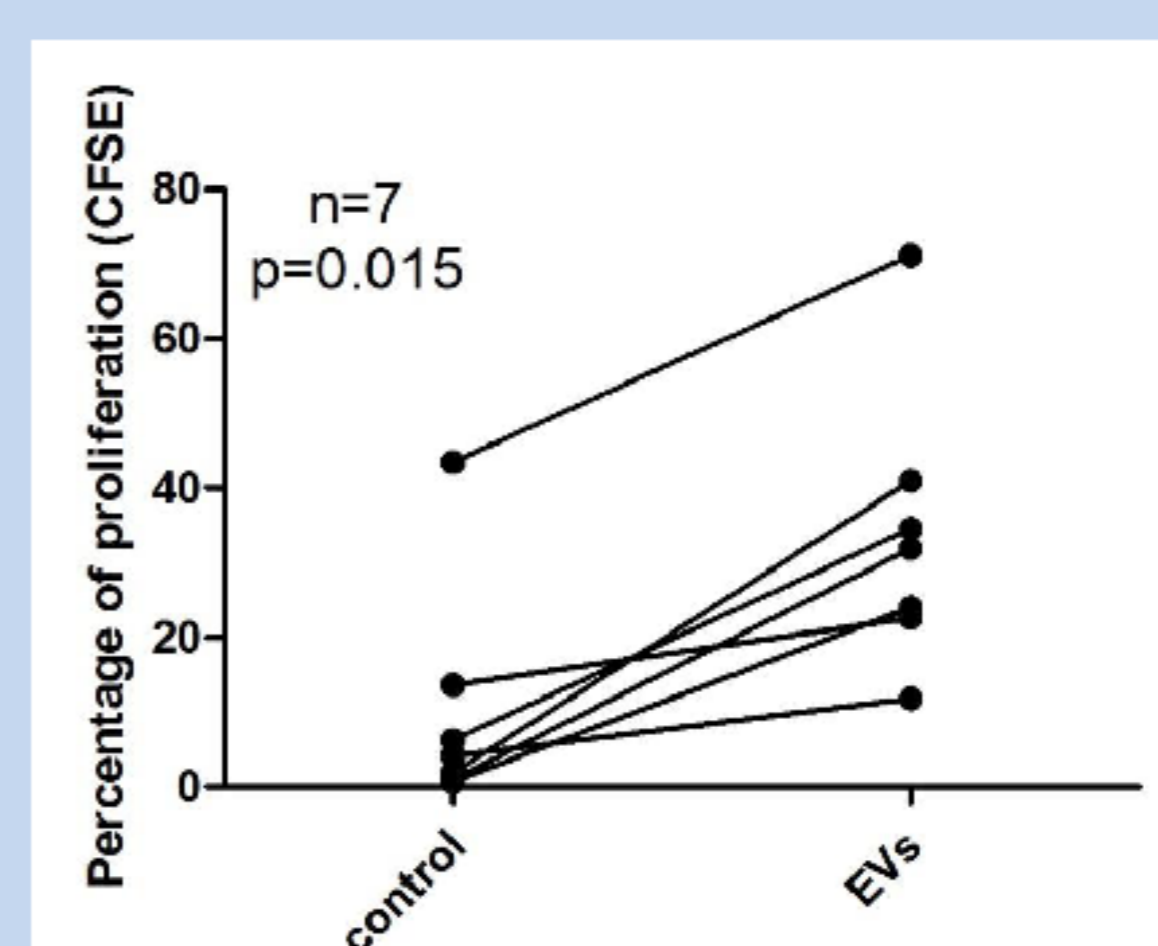 Percentage of proliferation (CFSE)
80
60
40
20
0
n=7
p=0.015
control
EVs